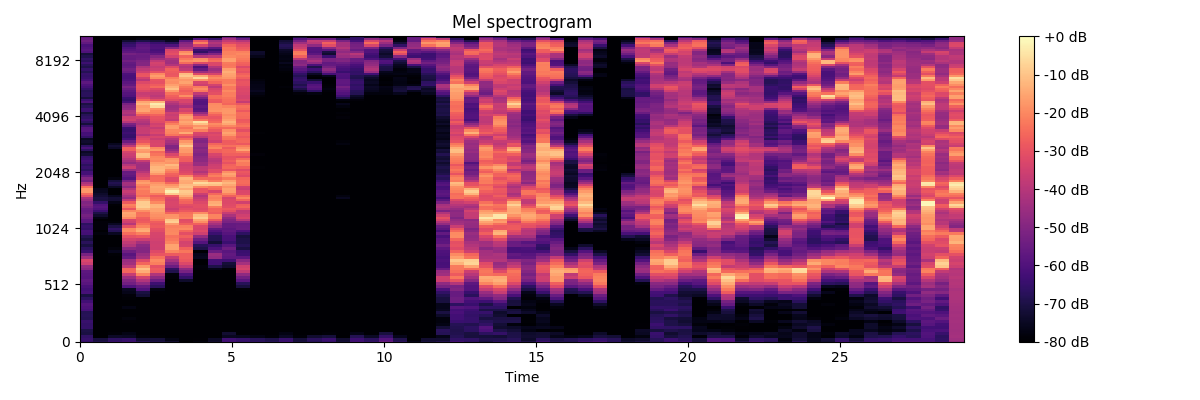 Mel spectrogram
+0 dB
8192
-10 dB
4096
-20 dB
-30 dB
2048
Hz
-40 dB
1024
-50 dB
-60 dB
512
-70 dB
0
-80 dB
0 5 10 15 20 25
Time